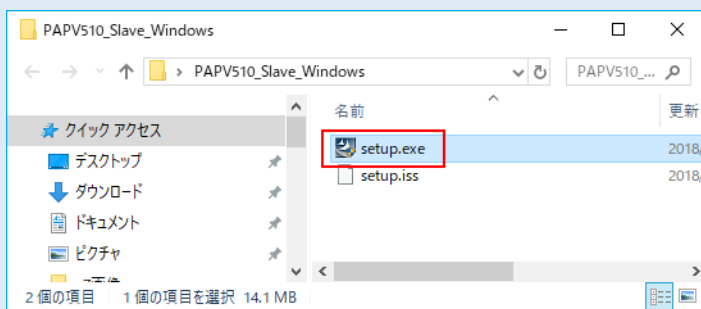 PAPV510_Slave_Windows
PAPV510_Slave_Windows
PAPV510_...
名前
更新
クイック アクセス
setup.exe
2018/
デスクトップ
setup.iss
2018/
ダウンロード
ドキュメント
ピクチャ
2 個の項目
1 個の項目を選択 14.1 MB